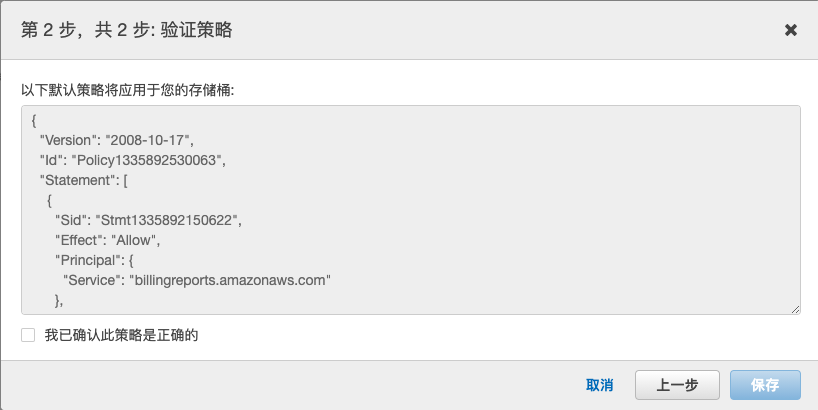 第 2 步，共 2 步: 验证策略
以下默认策略将应用于您的存储桶:
{
"Version": "2008-10-17",
"Id": "Policy1335892530063",
"Statement": [
{
"Sid": "Stmt1335892150622",
"Effect": "Allow",
"Principal": {
"Service": "billingreports.amazonaws.com"
},
我已确认此策略是正确的
取消 上一步 保存